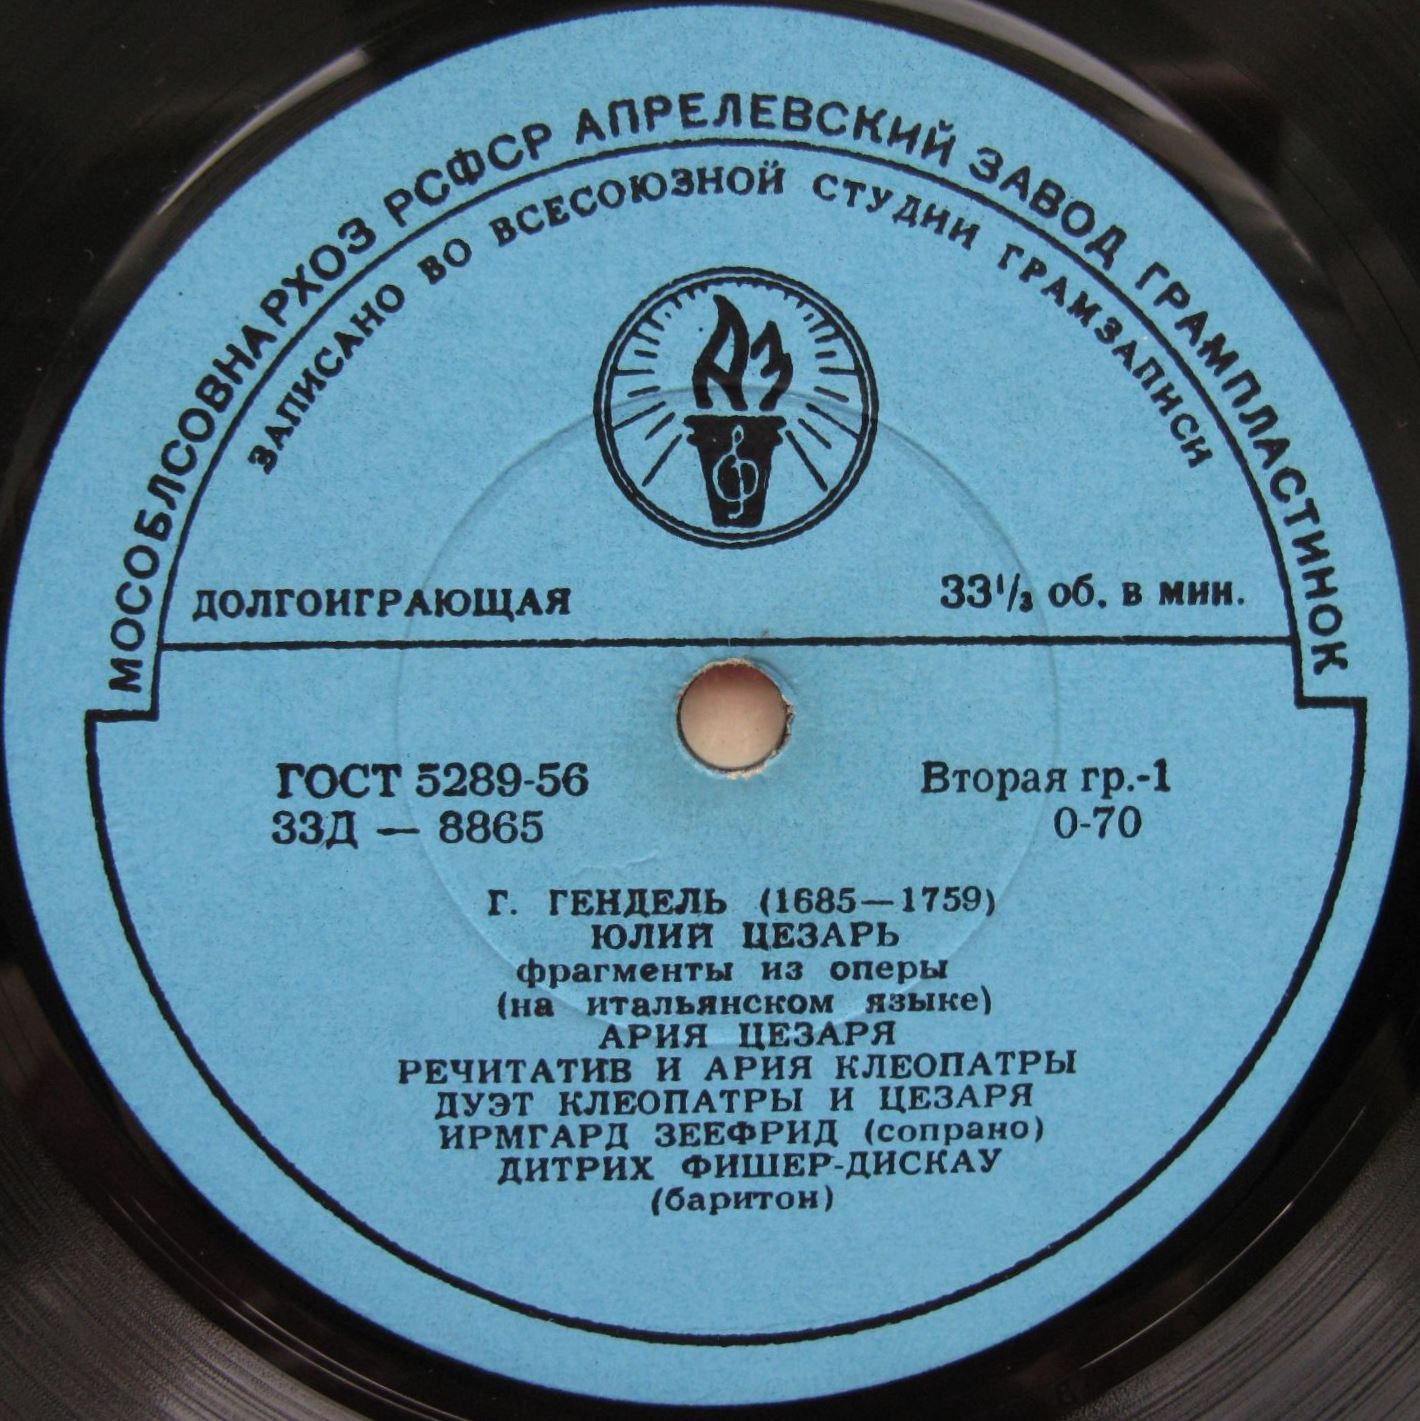 МОСОБЛСОВНАРХОЗ РСФСР АПРЕЛЕВСКИЙ ЗАВОД ГРАМПЛАСТИНОК
ЗАПИСАНО ВО ВСЕСОЮЗНОЙ СТУДИИ ГРАМЗАПИСИ
АЗ
ДОЛГОИГРАЮЩАЯ 33 1/3 об. в мин.
ГОСТ 5289-56 Вторая гр.-1
33Д — 8865 0-70
Г. ГЕНДЕЛЬ (1685—1759)
ЮЛИЙ ЦЕЗАРЬ
фрагменты из оперы
(на итальянском языке)
АРИЯ ЦЕЗАРЯ
РЕЧИТАТИВ И АРИЯ КЛЕОПАТРЫ
ДУЭТ КЛЕОПАТРЫ И ЦЕЗАРЯ
ИРМГАРД ЗЕЕФРИД (сопрано)
ДИТРИХ ФИШЕР-ДИСКАУ
(баритон)